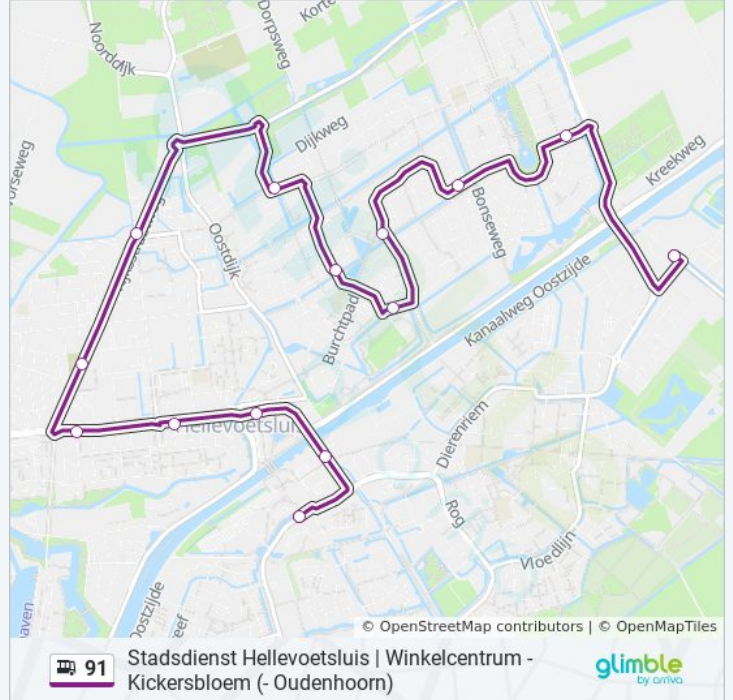 Korte
Dorpsweg
Noorddijk
Dijkweg
Kreekweg
Bonseweg
Oostdijk
Kanaalweg Oostzijde
Burchtpad
Hellevoetsluis
Dierenriem
Rog
Vloedlijn
Oostzijde
© OpenStreetMap contributors | © OpenMapTiles
91
Stadsdienst Hellevoetsluis | Winkelcentrum -
Kickersbloem (- Oudenhoorn)
glimble
by arriva